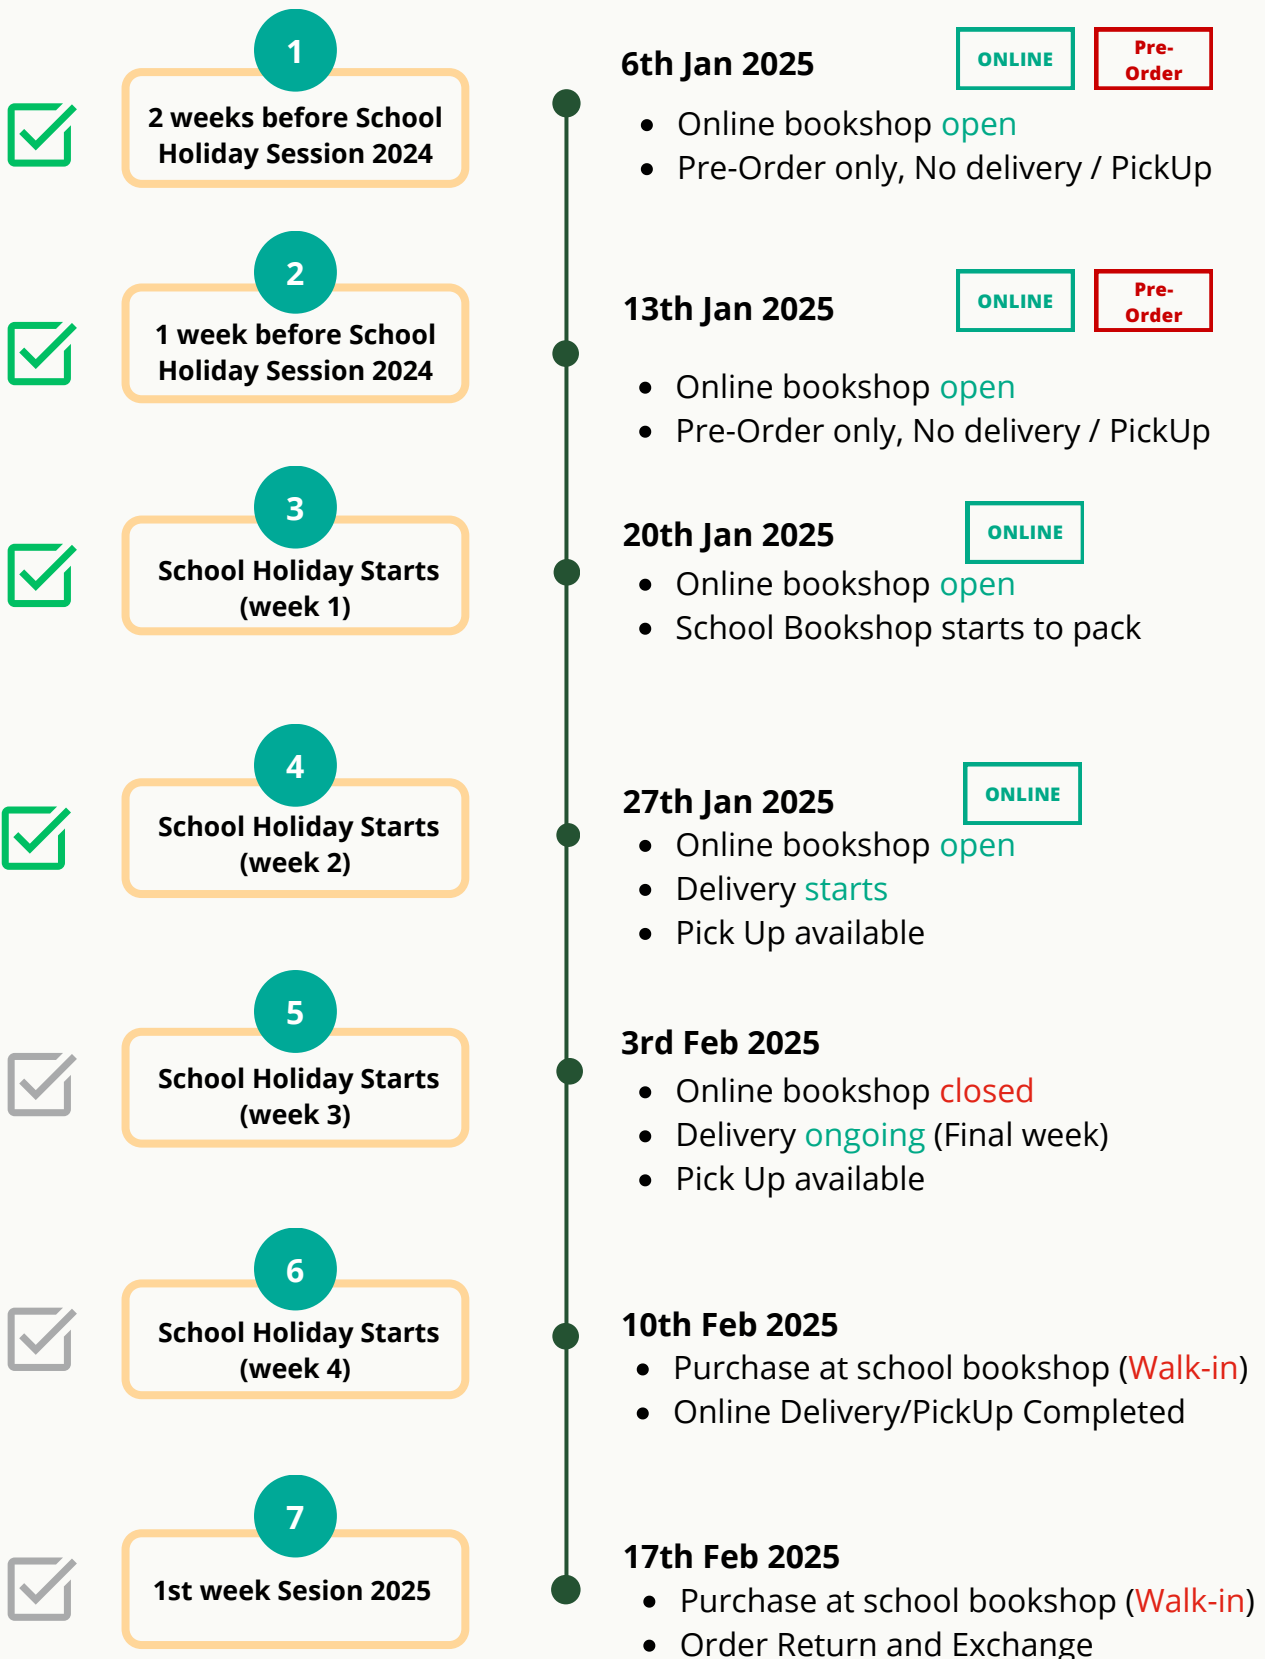 1
2 weeks before School
Holiday Session 2024
6th Jan 2025
ONLINE
Pre-
Order
Online bookshop open
Pre-Order only, No delivery / PickUp
2
1 week before School
Holiday Session 2024
13th Jan 2025
ONLINE
Pre-
Order
Online bookshop open
Pre-Order only, No delivery / PickUp
3
School Holiday Starts
(week 1)
20th Jan 2025
ONLINE
Online bookshop open
School Bookshop starts to pack
4
School Holiday Starts
(week 2)
27th Jan 2025
ONLINE
Online bookshop open
Delivery starts
Pick Up available
5
School Holiday Starts
(week 3)
3rd Feb 2025
Online bookshop closed
Delivery ongoing (Final week)
Pick Up available
6
School Holiday Starts
(week 4)
10th Feb 2025
Purchase at school bookshop (Walk-in)
Online Delivery/PickUp Completed
7
1st week Sesion 2025
17th Feb 2025
Purchase at school bookshop (Walk-in)
Order Return and Exchange